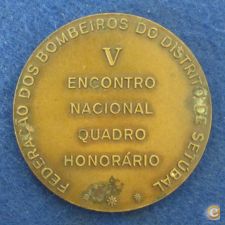 FEDERAÇÃO DOS BOMBEIROS DO DISTRITO DE SETÚBAL
V
ENCONTRO
NACIONAL
QUADRO
HONORÁRIO